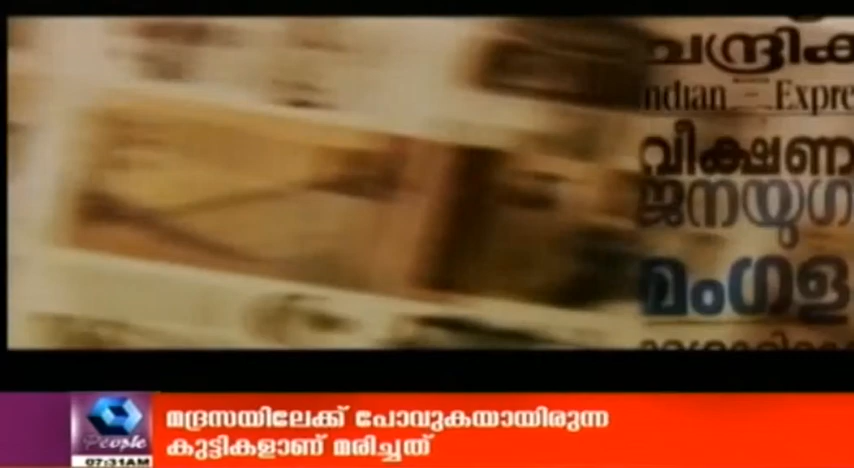 ചന്ദ്രിക
ndian Expre
വീക്ഷണ
ജനയുഗ
മംഗള
മദ്രസയിലേക്ക് പോവുകയായിരുന്ന
കുട്ടികളാണ് മരിച്ചത്
People
07:31AM